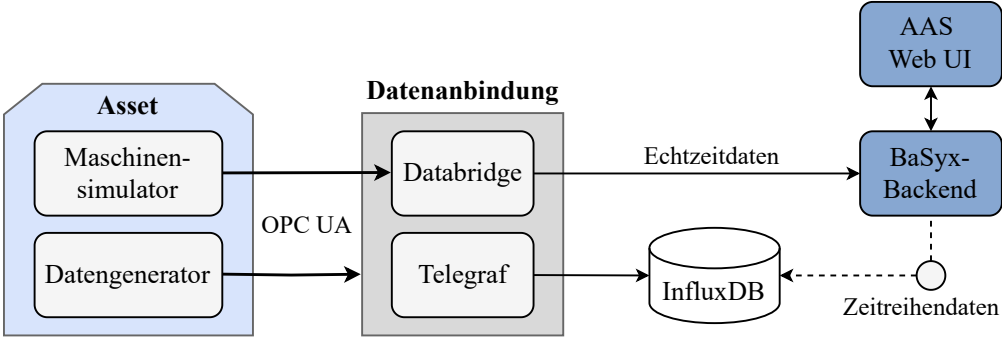 AAS
Web UI
Datenanbindung
Asset
Maschinen-
simulator
Databridge
Echtzeitdaten
BaSyx-
Backend
OPC UA
Datengenerator
Telegraf
InfluxDB
Zeitreihendaten